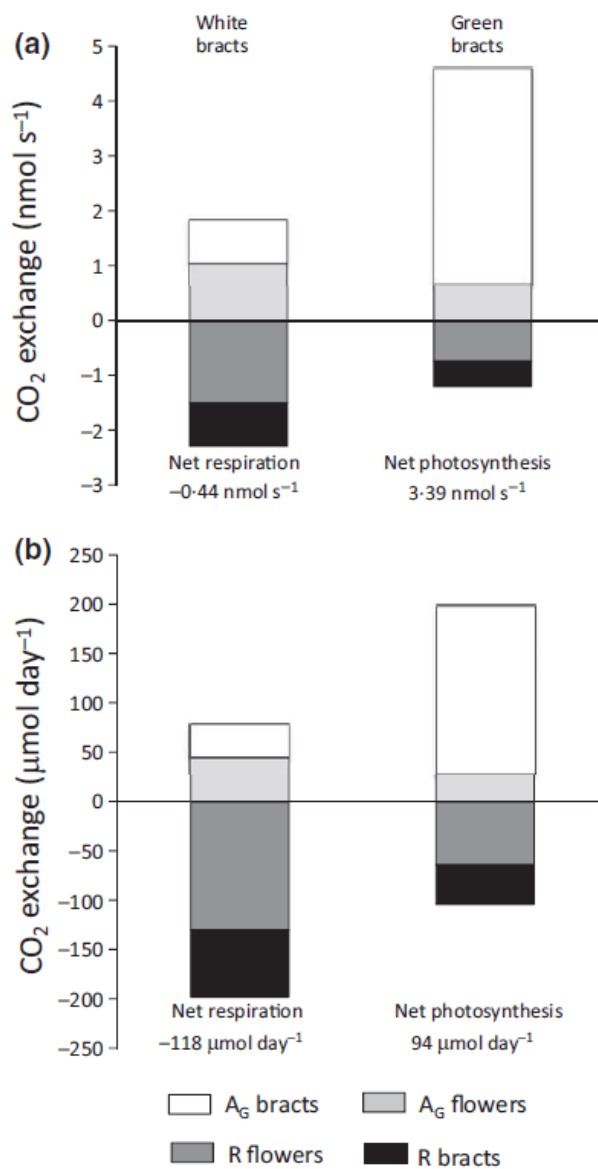 (a)
White bracts
Green bracts
5
4
3
2
1
0
–1
–2
–3
CO₂ exchange (nmol s⁻¹)
Net respiration
–0·44 nmol s⁻¹
Net photosynthesis
3·39 nmol s⁻¹
(b)
250
200
150
100
50
0
–50
–100
–150
–200
–250
CO₂ exchange (μmol day⁻¹)
Net respiration
–118 μmol day⁻¹
Net photosynthesis
94 μmol day⁻¹
A_G bracts
A_G flowers
R flowers
R bracts